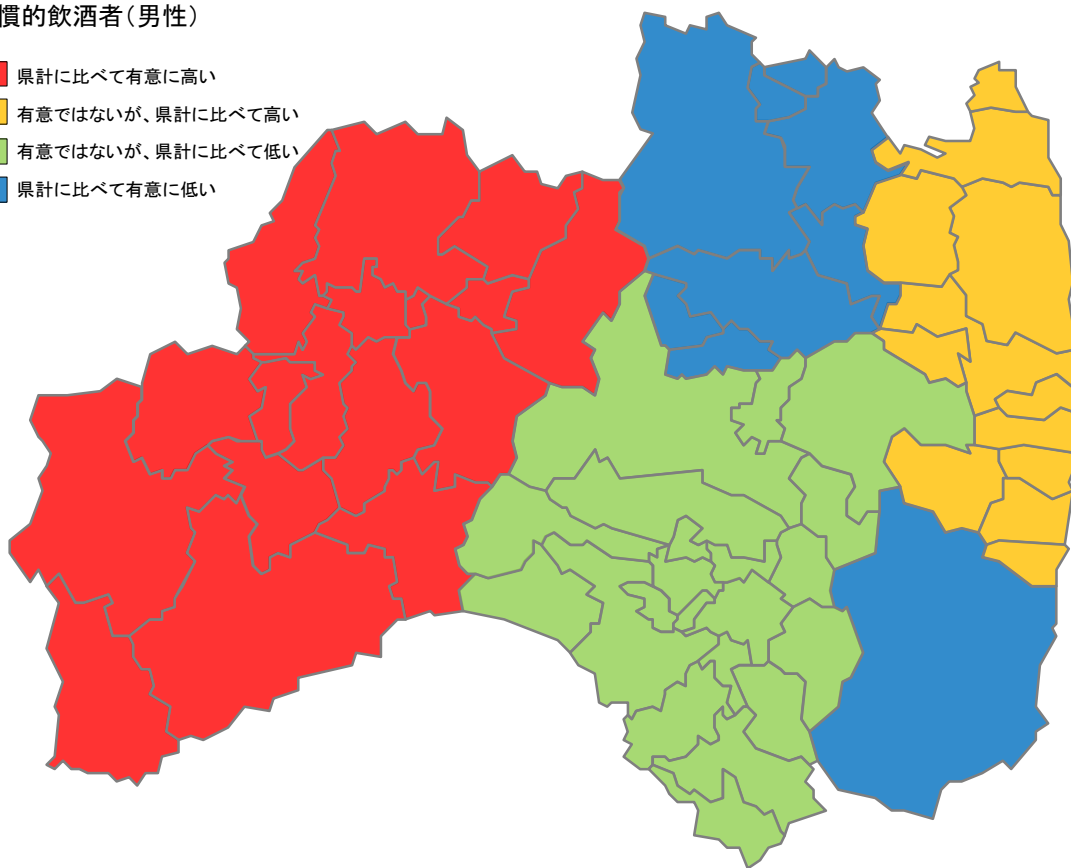 慣的飲酒者（男性）
県計に比べて有意に高い
有意ではないが、県計に比べて高い
有意ではないが、県計に比べて低い
県計に比べて有意に低い